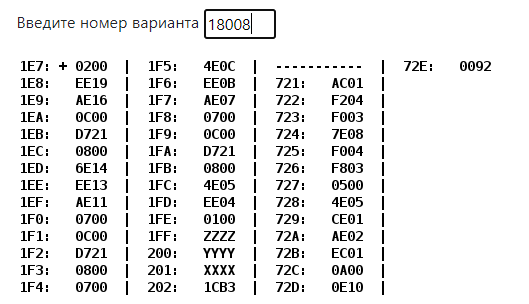 Введите номер варианта 18008
1E7: + 0200 | 1F5: 4E0C | ----------- | 72E: 0092
1E8: EE19 | 1F6: EE0B | 721: AC01 |
1E9: AE16 | 1F7: AE07 | 722: F204 |
1EA: 0C00 | 1F8: 0700 | 723: F003 |
1EB: D721 | 1F9: 0C00 | 724: 7E08 |
1EC: 0800 | 1FA: D721 | 725: F004 |
1ED: 6E14 | 1FB: 0800 | 726: F803 |
1EE: EE13 | 1FC: 4E05 | 727: 0500 |
1EF: AE11 | 1FD: EE04 | 728: 4E05 |
1F0: 0700 | 1FE: 0100 | 729: CE01 |
1F1: 0C00 | 1FF: ZZZZ | 72A: AE02 |
1F2: D721 | 200: YYYY | 72B: EC01 |
1F3: 0800 | 201: XXXX | 72C: 0A00 |
1F4: 0700 | 202: 1CB3 | 72D: 0E10 |